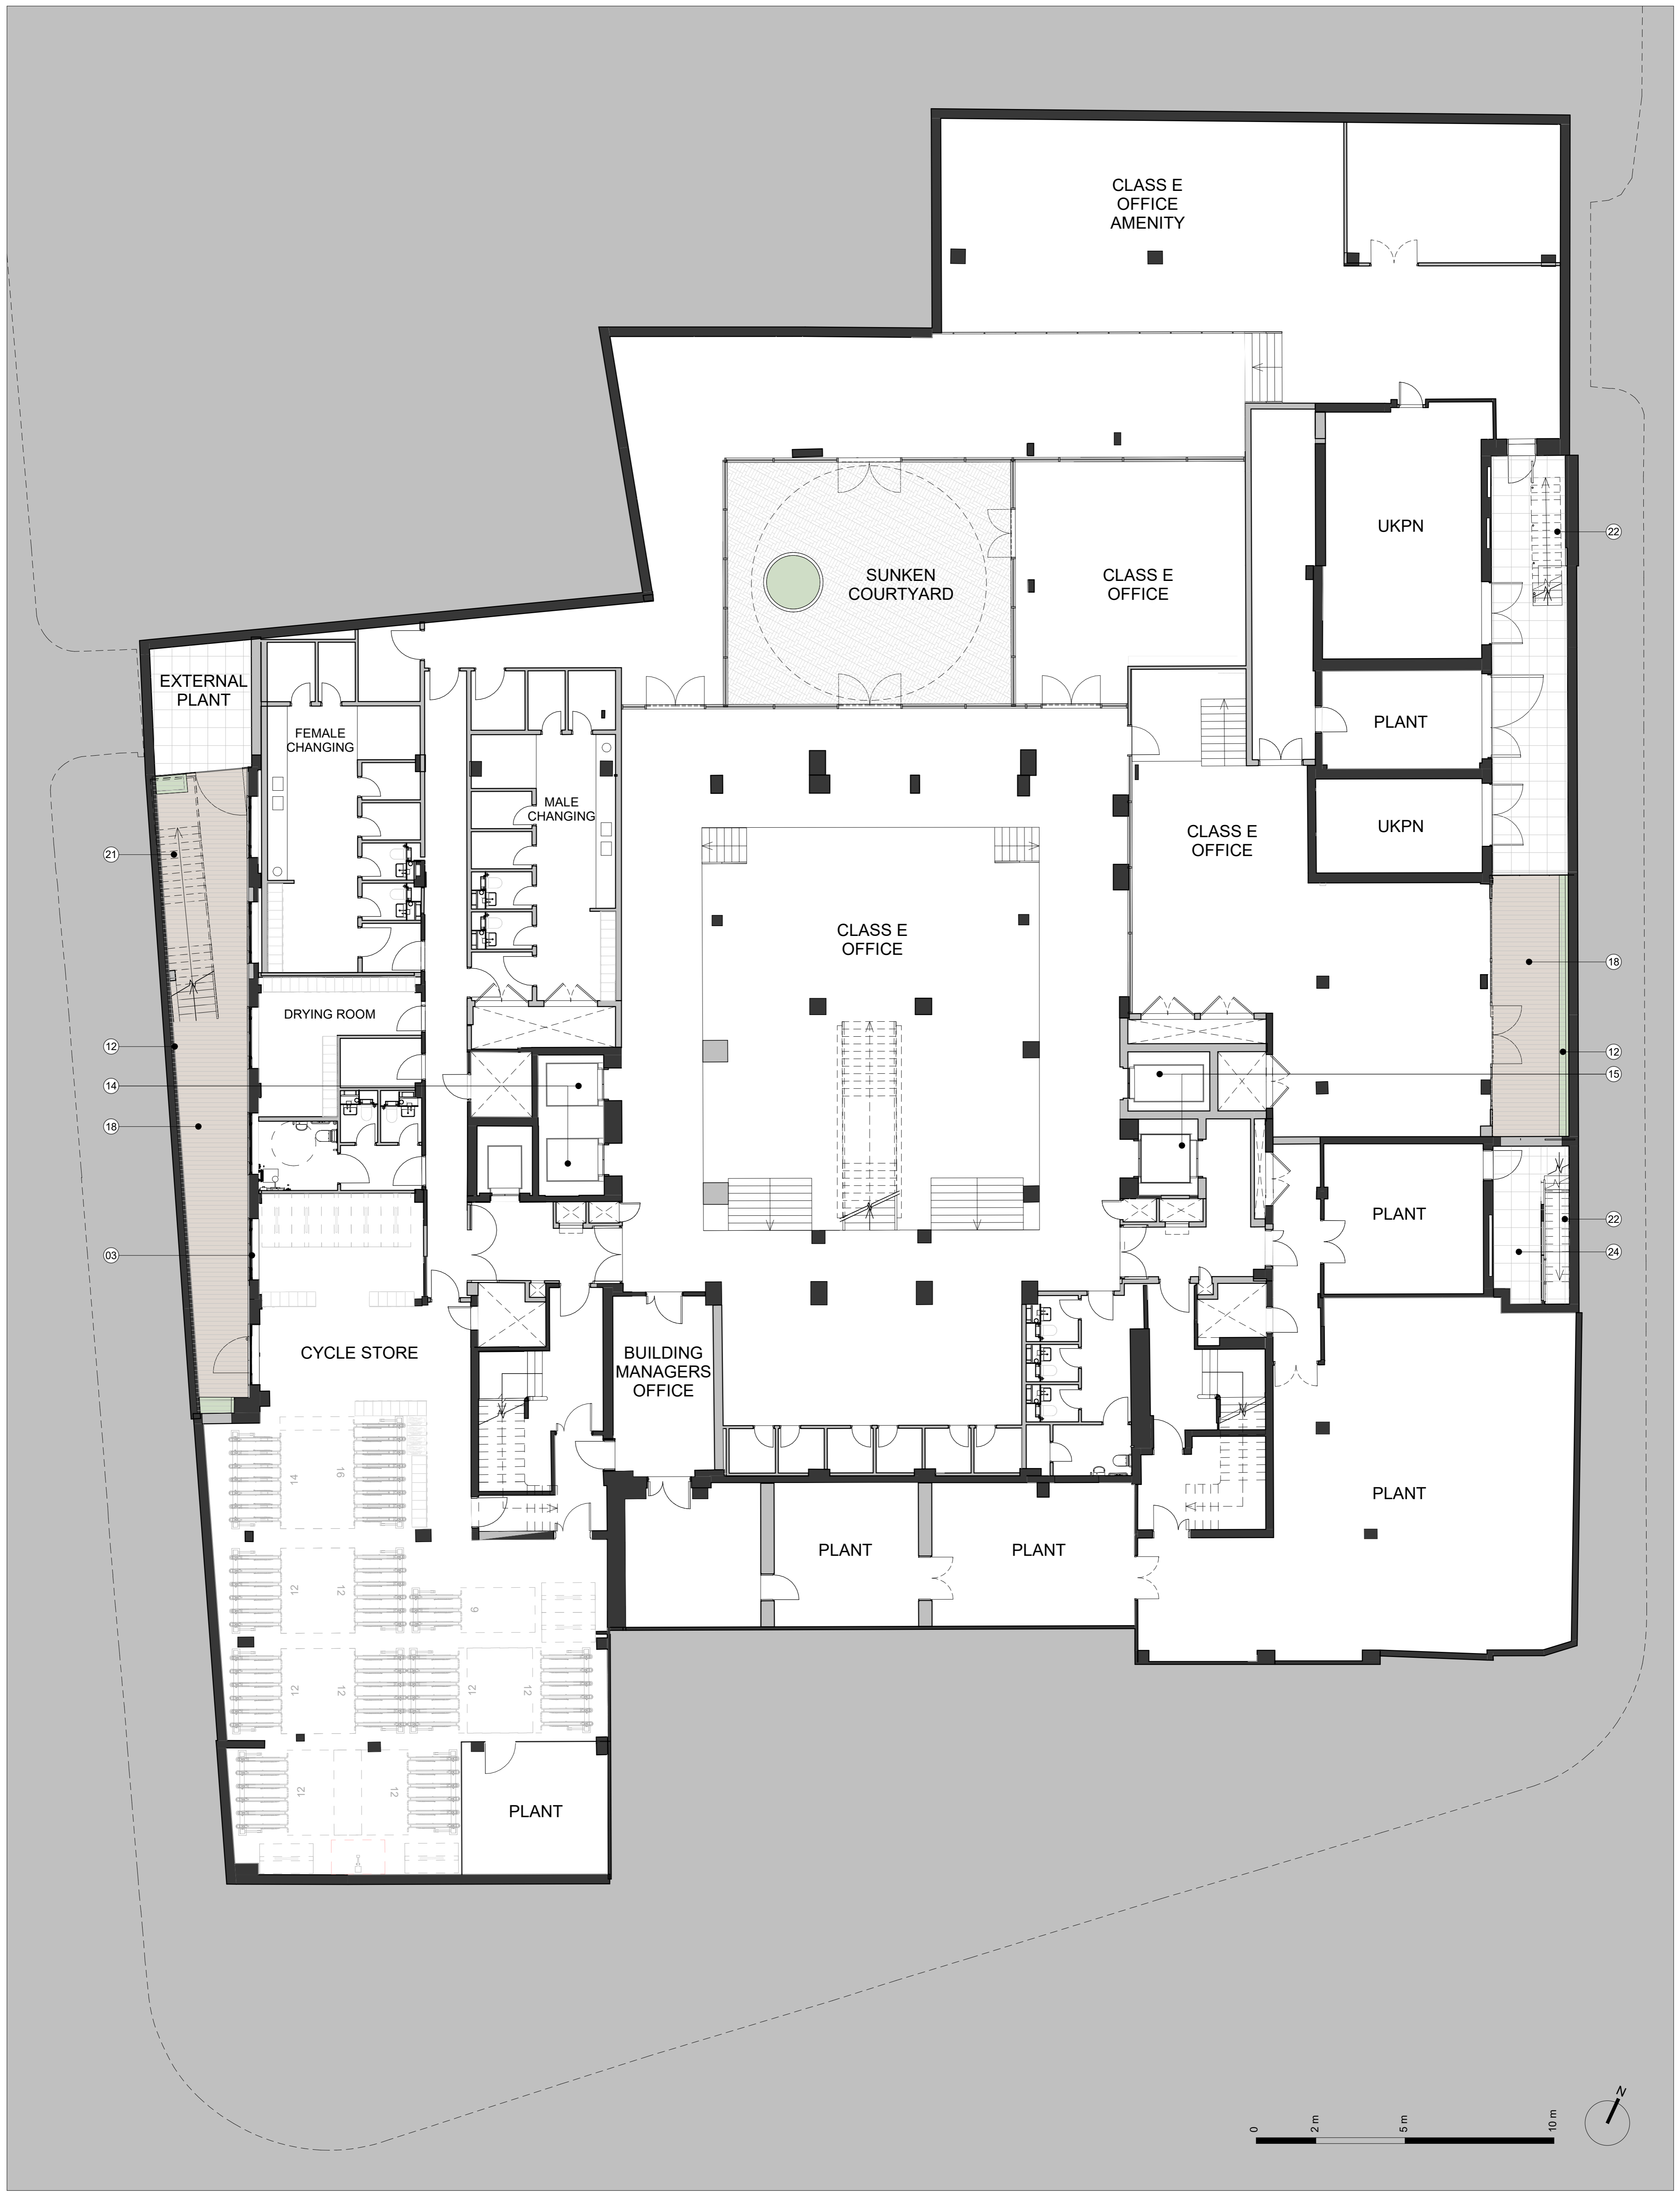 CLASS E
OFFICE
AMENITY
UKPN
22
SUNKEN
COURTYARD
CLASS E
OFFICE
EXTERNAL
PLANT
FEMALE
CHANGING
PLANT
MALE
CHANGING
UKPN
CLASS E
OFFICE
21
CLASS E
OFFICE
18
DRYING ROOM
12
12
14
15
18
PLANT
22
03
24
CYCLE STORE
BUILDING
MANAGERS
OFFICE
14
16
PLANT
PLANT
PLANT
12
12
6
12
12
12
12
12
12
PLANT
N
0
2 m
5 m
10 m